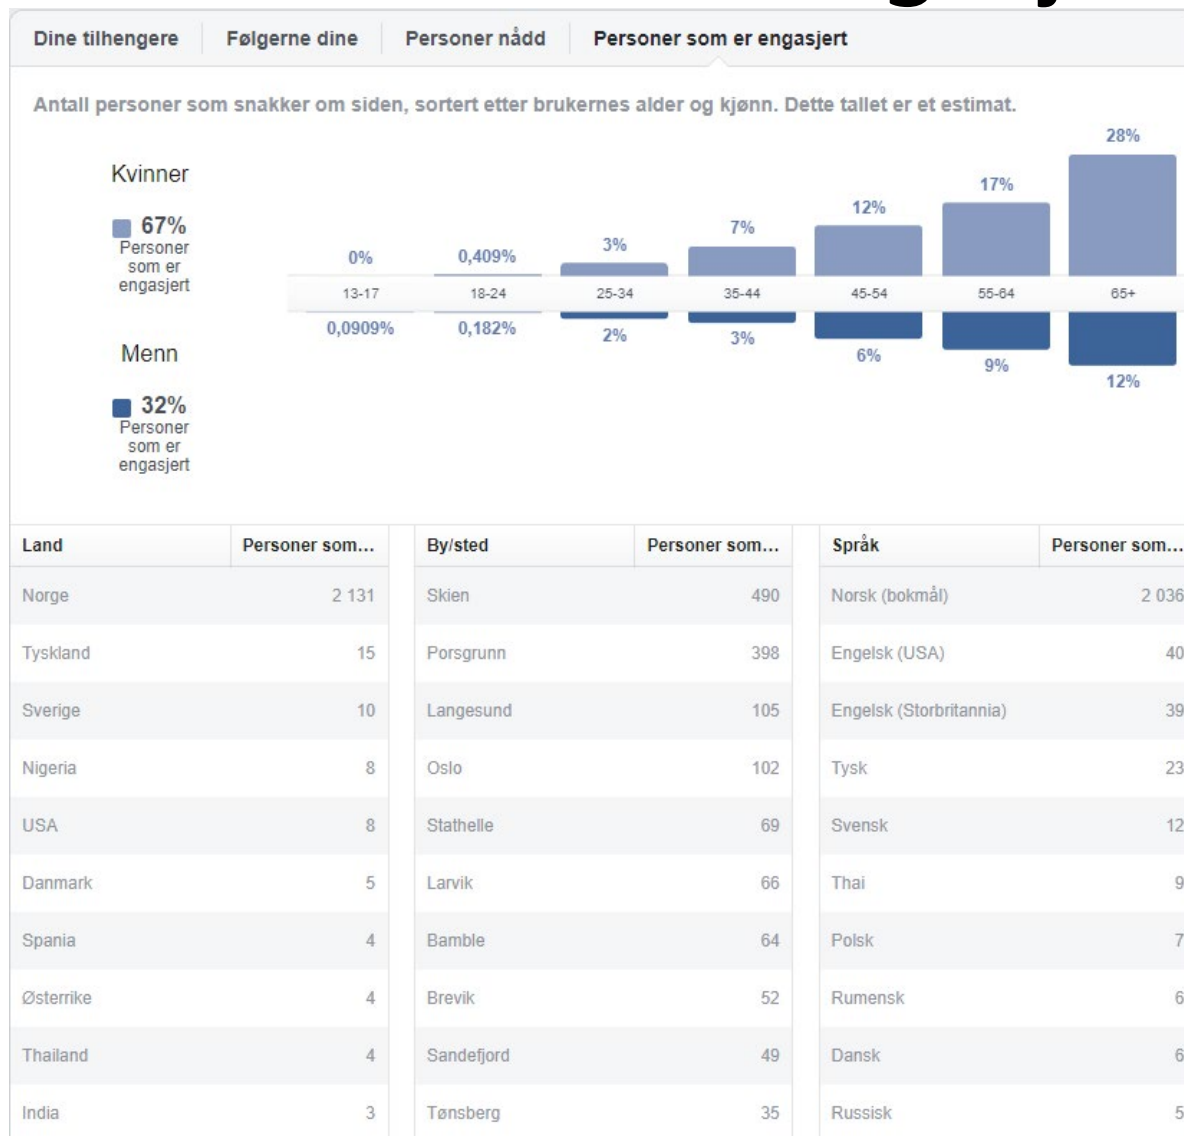 Dine tilhengere Følgerne dine Personer nådd Personer som er engasjert
Antall personer som snakker om siden, sortert etter brukernes alder og kjønn. Dette tallet er et estimat.
Kvinner
67%
Personer
som er
engasjert
0% 0,409% 3% 7% 12% 17% 28%
13-17 18-24 25-34 35-44 45-54 55-64 65+
0,0909% 0,182% 2% 3% 6% 9% 12%
Menn
32%
Personer
som er
engasjert
Land Personer som... By/sted Personer som... Språk Personer som...
Norge 2 131 Skien 490 Norsk (bokmål) 2 036
Tyskland 15 Porsgrunn 398 Engelsk (USA) 40
Sverige 10 Langesund 105 Engelsk (Storbritannia) 39
Nigeria 8 Oslo 102 Tysk 23
USA 8 Stathelle 69 Svensk 12
Danmark 5 Larvik 66 Thai 9
Spania 4 Bamble 64 Polsk 7
Østerrike 4 Brevik 52 Rumensk 6
Thailand 4 Sandefjord 49 Dansk 6
India 3 Tønsberg 35 Russisk 5